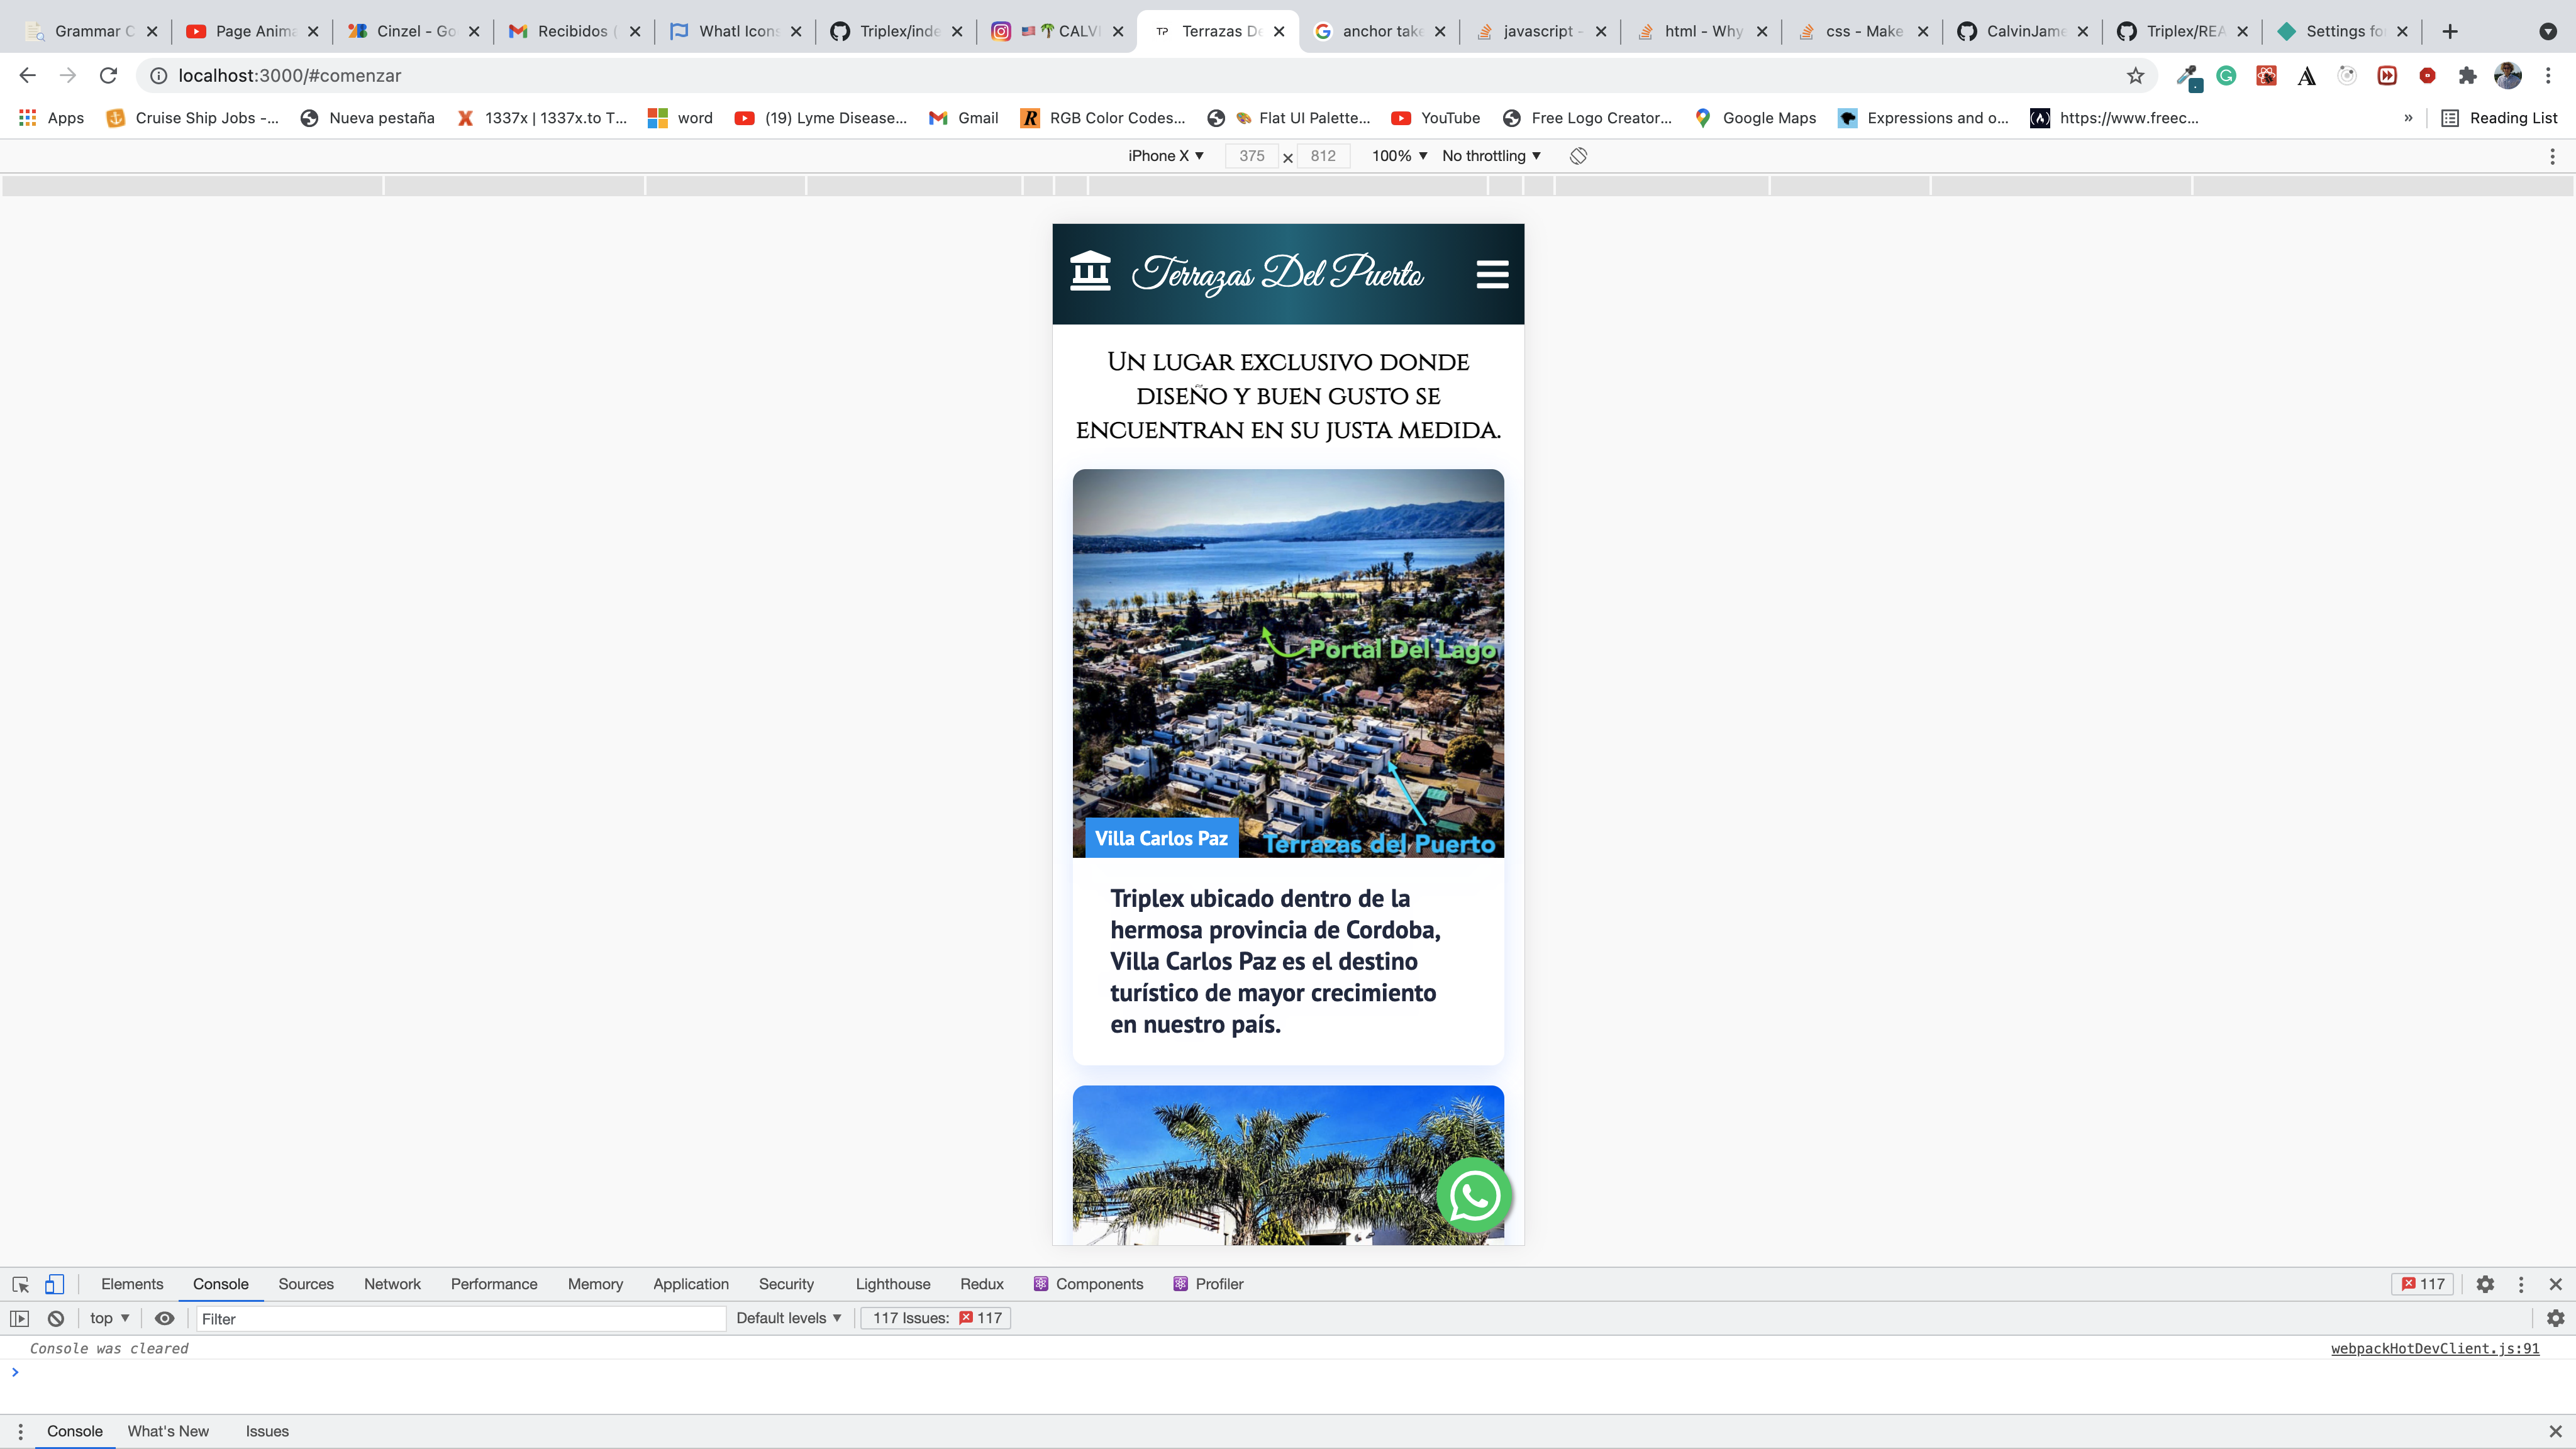 Grammar C
Page Anima
Cinzel - Go
Recibidos (
WhatI Icons
Triplex/inde
CALVI
Terrazas De
anchor take
javascript -
html - Why
css - Make
CalvinJame
Triplex/REA
Settings fo
localhost:3000/#comenzar
Apps
Cruise Ship Jobs -...
Nueva pestaña
1337x | 1337x.to T...
word
(19) Lyme Disease...
Gmail
RGB Color Codes...
Flat UI Palette...
YouTube
Free Logo Creator...
Google Maps
Expressions and o...
https://www.freec...
»
Reading List
iPhone X ▼ 375 × 812 100% ▼ No throttling ▼
Terrazas Del Puerto
Un lugar exclusivo donde
diseño y buen gusto se
encuentran en su justa medida.
Portal Del Lago
Villa Carlos Paz
Terrazas del Puerto
Triplex ubicado dentro de la
hermosa provincia de Cordoba,
Villa Carlos Paz es el destino
turístico de mayor crecimiento
en nuestro país.
Elements Console Sources Network Performance Memory Application Security Lighthouse Redux Components Profiler 117
top ▼ Filter Default levels ▼ 117 Issues: 117
Console was cleared webpackHotDevClient.js:91
>
Console What's New Issues